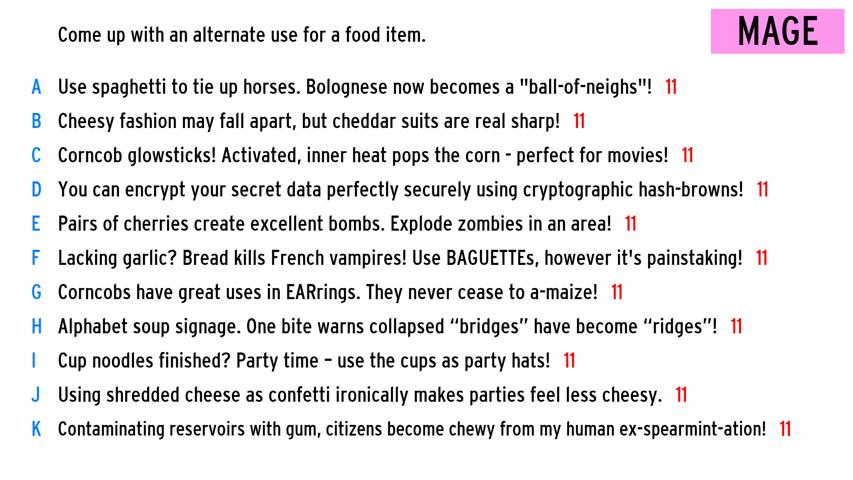 Come up with an alternate use for a food item.
MAGE
A Use spaghetti to tie up horses. Bolognese now becomes a "ball-of-neighs"! 11
B Cheesy fashion may fall apart, but cheddar suits are real sharp! 11
C Corncob glowsticks! Activated, inner heat pops the corn - perfect for movies! 11
D You can encrypt your secret data perfectly securely using cryptographic hash-browns! 11
E Pairs of cherries create excellent bombs. Explode zombies in an area! 11
F Lacking garlic? Bread kills French vampires! Use BAGUETTEs, however it's painstaking! 11
G Corncobs have great uses in EARrings. They never cease to a-maize! 11
H Alphabet soup signage. One bite warns collapsed “bridges” have become “ridges”! 11
I Cup noodles finished? Party time – use the cups as party hats! 11
J Using shredded cheese as confetti ironically makes parties feel less cheesy. 11
K Contaminating reservoirs with gum, citizens become chewy from my human ex-spearmint-ation! 11